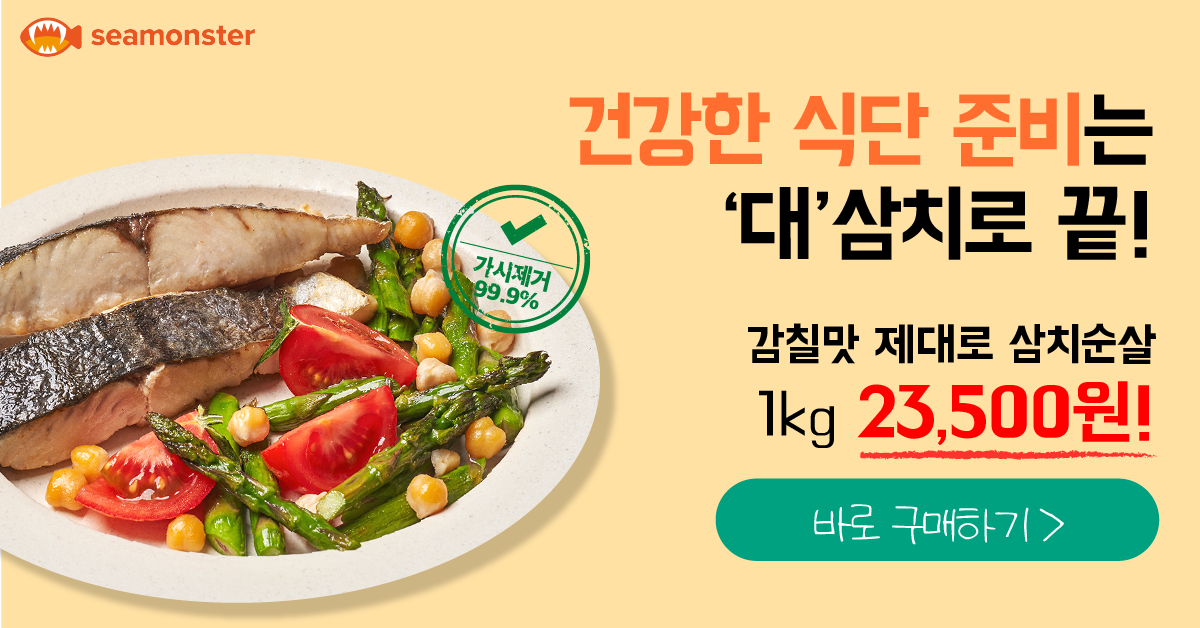 seamonster
건강한 식단 준비는
‘대’삼치로 끝!
가시제거
99.9%
감칠맛 제대로 삼치순살
1kg 23,500원!
바로 구매하기 >